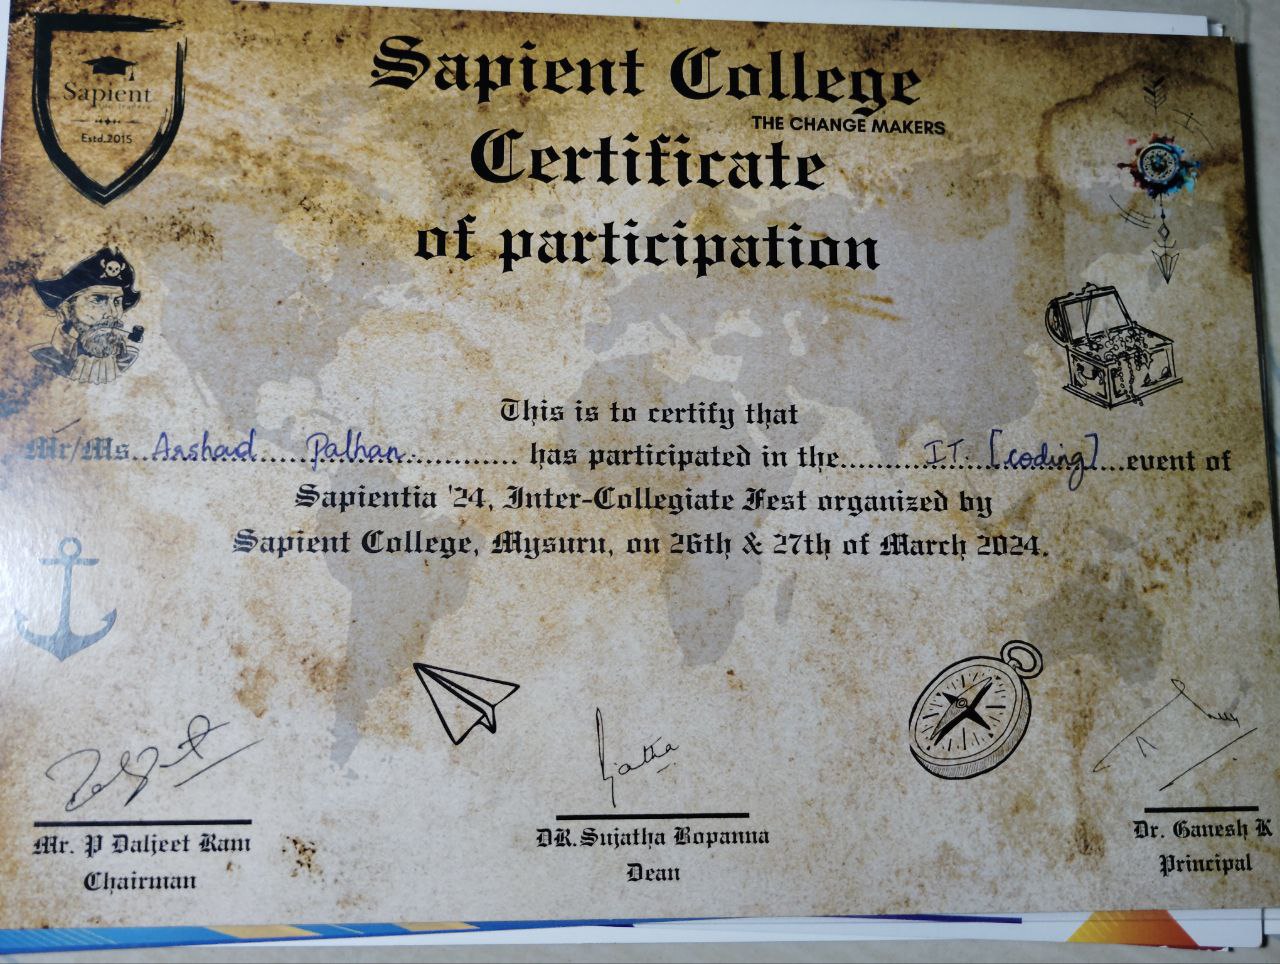 Sapient
Estd.2015
Sapient College
THE CHANGE MAKERS
Certificate
of participation
This is to certify that
Mr/Ms. Arshad Palhan has participated in the IT [coding] event of
Sapientia '24, Inter-Collegiate Fest organized by
Sapient College, Mysuru, on 26th & 27th of March 2024.
Mr. P Daljeet Ram
Chairman
DR.Sujatha Bopanna
Dean
Dr. Ganesh K
Principal